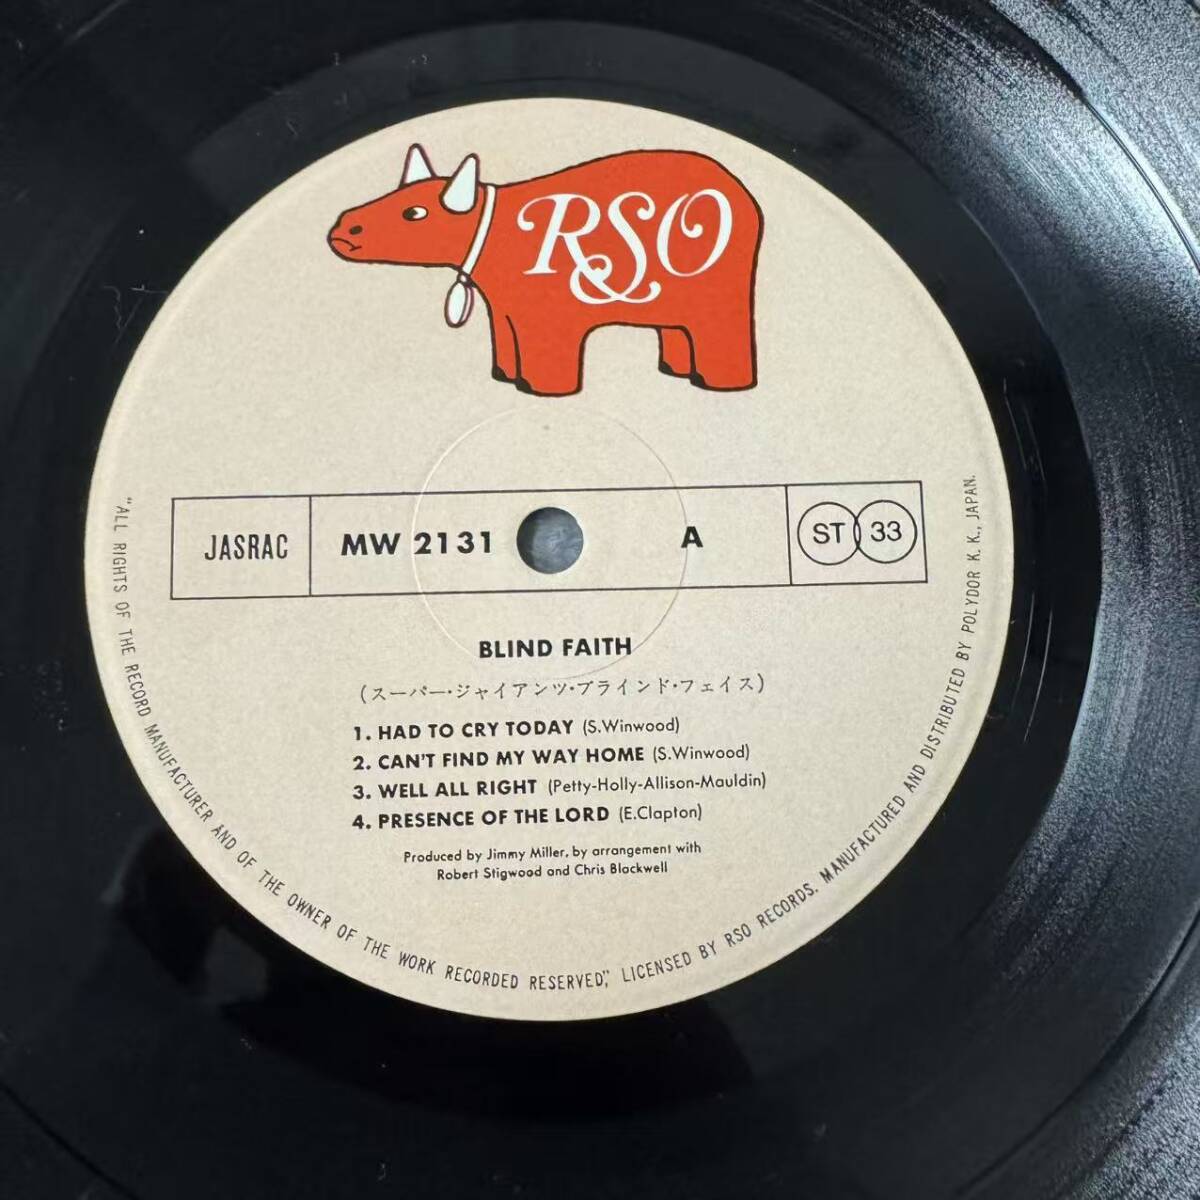 RSO
JASRAC MW 2131 A ST 33
BLIND FAITH
(スーパー・ジャイアンツ・ブラインド・フェイス)
1. HAD TO CRY TODAY (S.Winwood)
2. CAN'T FIND MY WAY HOME (S.Winwood)
3. WELL ALL RIGHT (Petty-Holly-Allison-Mauldin)
4. PRESENCE OF THE LORD (E.Clapton)
Produced by Jimmy Miller, by arrangement with
Robert Stigwood and Chris Blackwell
"ALL RIGHTS OF THE RECORD MANUFACTURER AND OF THE OWNER OF THE WORK RECORDED RESERVED", LICENSED BY RSO RECORDS. MANUFACTURED AND DISTRIBUTED BY POLYDOR K. K., JAPAN.